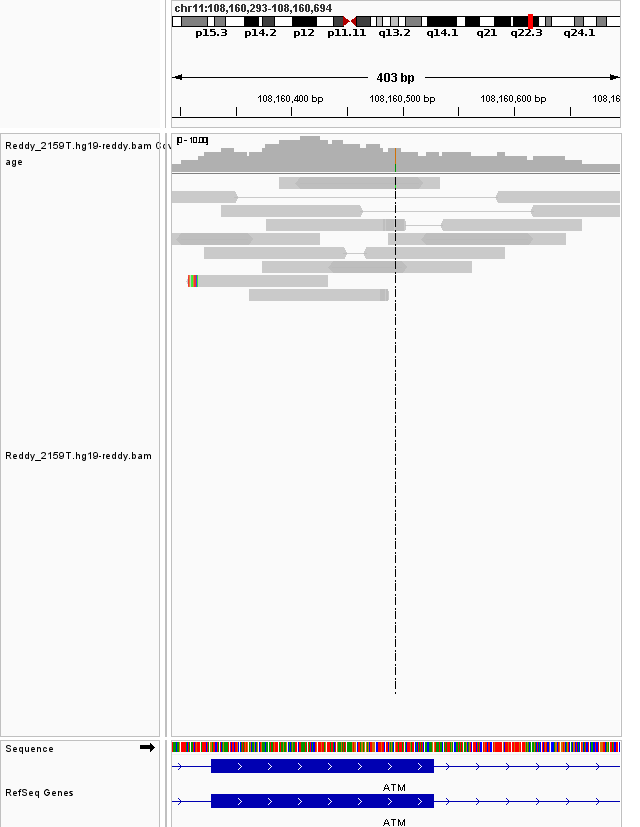 chr11:108,160,293-108,160,694
p15.3 p14.2 p12 p11.11 q13.2 q14.1 q21 q22.3 q24.1
403 bp
108,160,400 bp 108,160,500 bp 108,160,600 bp 108,16
Reddy_2159T.hg19-reddy.bam Cov
age
[0 - 10.00]
Reddy_2159T.hg19-reddy.bam
Sequence
ATM
RefSeq Genes
ATM